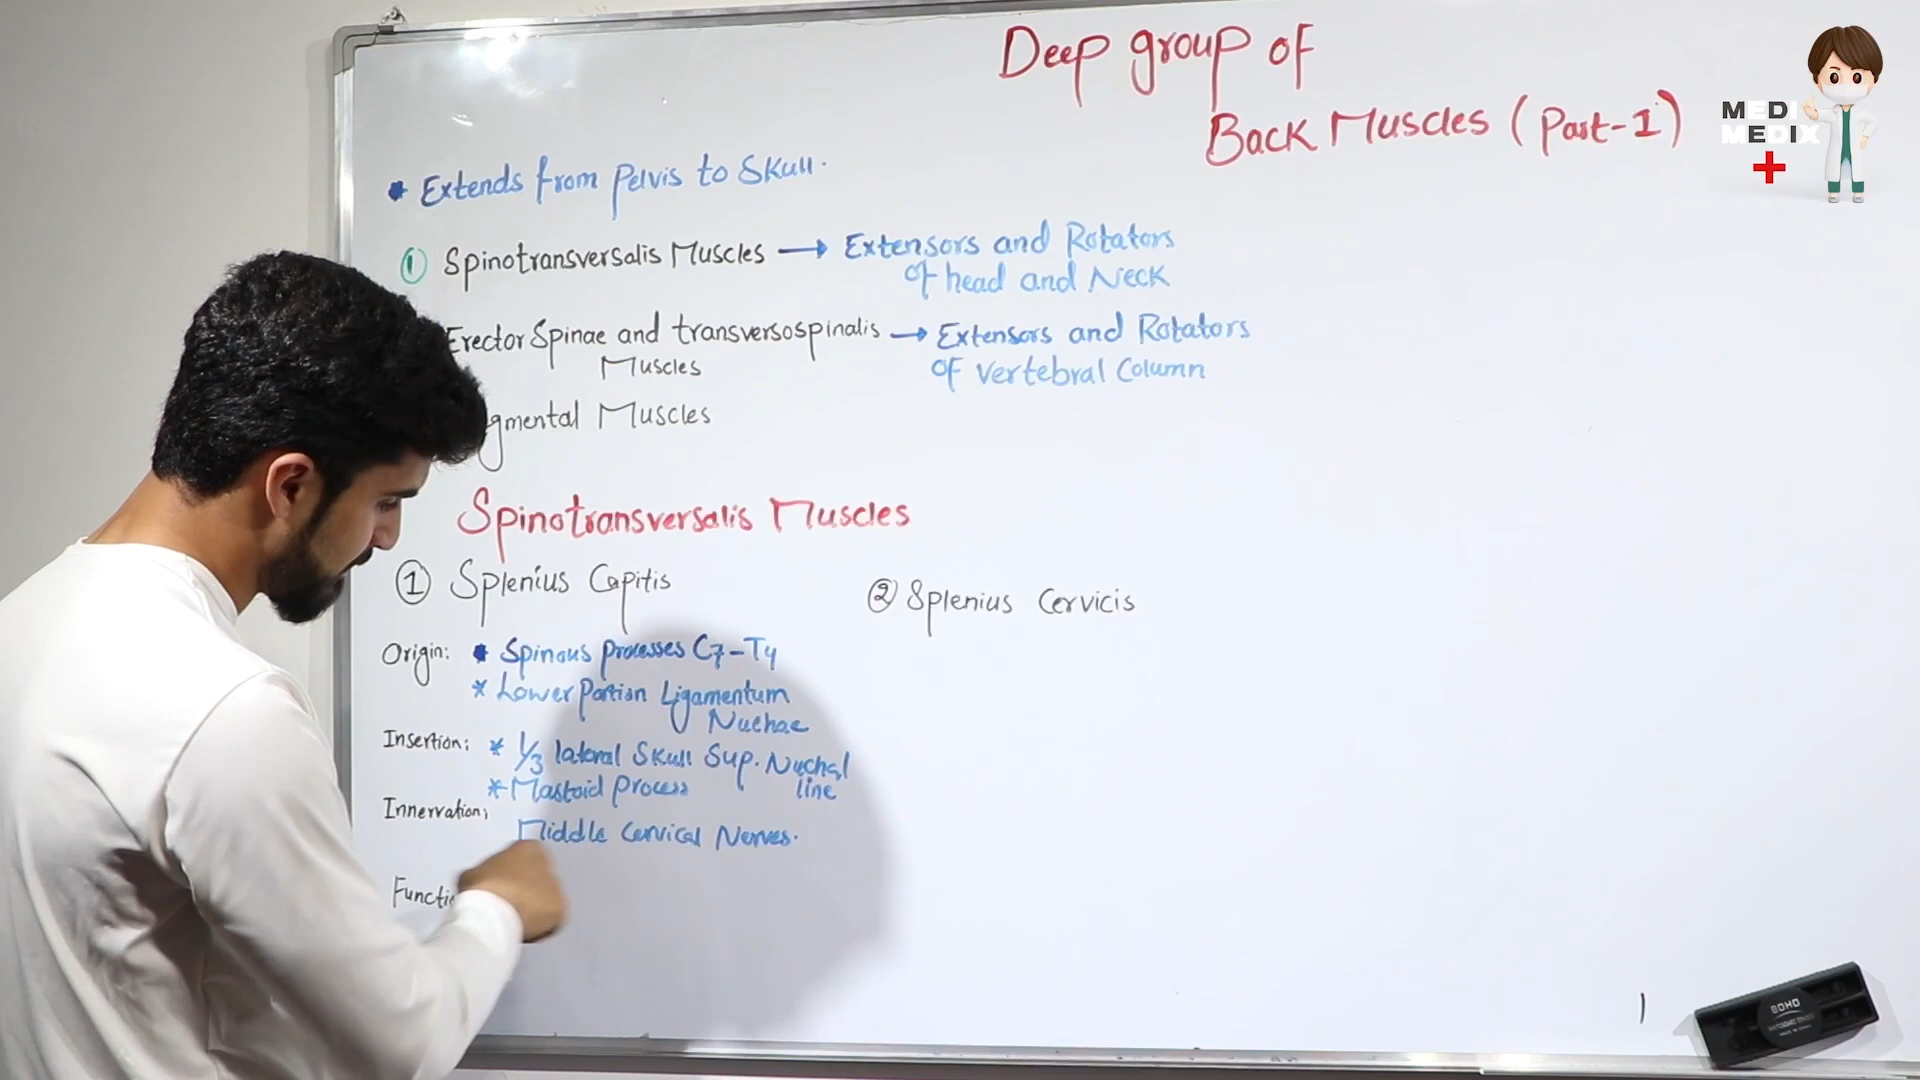 Deep group of
Back Muscles (Part-1)
MEDI
MEDIX
* Extends from Pelvis to Skull.
① Spinotransversalis Muscles → Extensors and Rotators
of head and Neck
Erector Spinae and transversospinalis → Extensors and Rotators
Muscles
of vertebral Column
gmental Muscles
Spinotransversalis Muscles
① Splenius Capitis
② Splenius Cervicis
Origin: * Spinous processes C7-T4
* Lower Portion Ligamentum
Nuchae
Insertion: * 1/3 lateral Skull Sup. Nuchal
line
* Mastoid Process
Innervation:
Middle Cervical Nerves.
Functi
SOHO